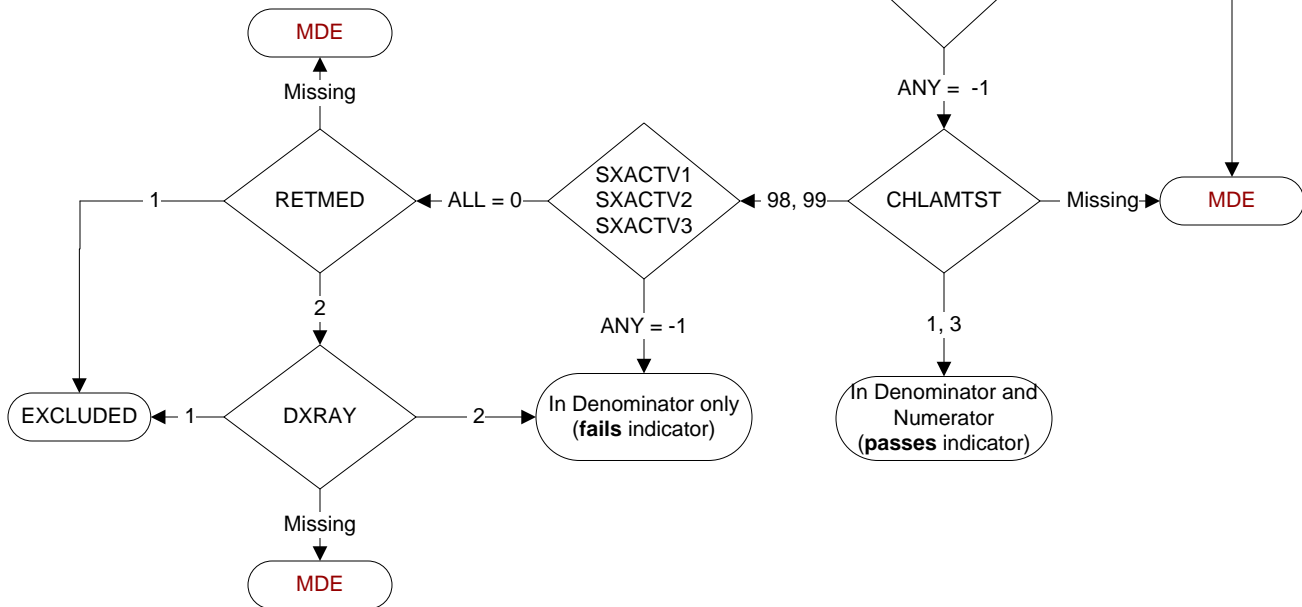 MDE
Missing
ANY = -1
SXACTV1
SXACTV2
SXACTV3
1
RETMED
ALL = 0
98, 99
CHLAMTST
Missing
MDE
2
ANY = -1
1, 3
EXCLUDED
1
DXRAY
2
In Denominator only
(fails indicator)
In Denominator and
Numerator
(passes indicator)
Missing
MDE